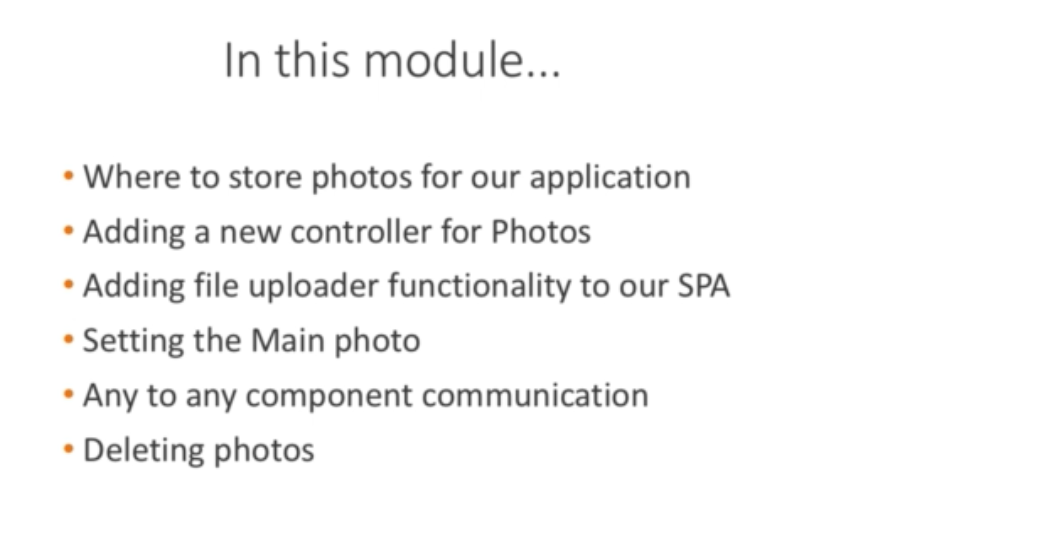 In this module...
• Where to store photos for our application
• Adding a new controller for Photos
• Adding file uploader functionality to our SPA
• Setting the Main photo
• Any to any component communication
• Deleting photos